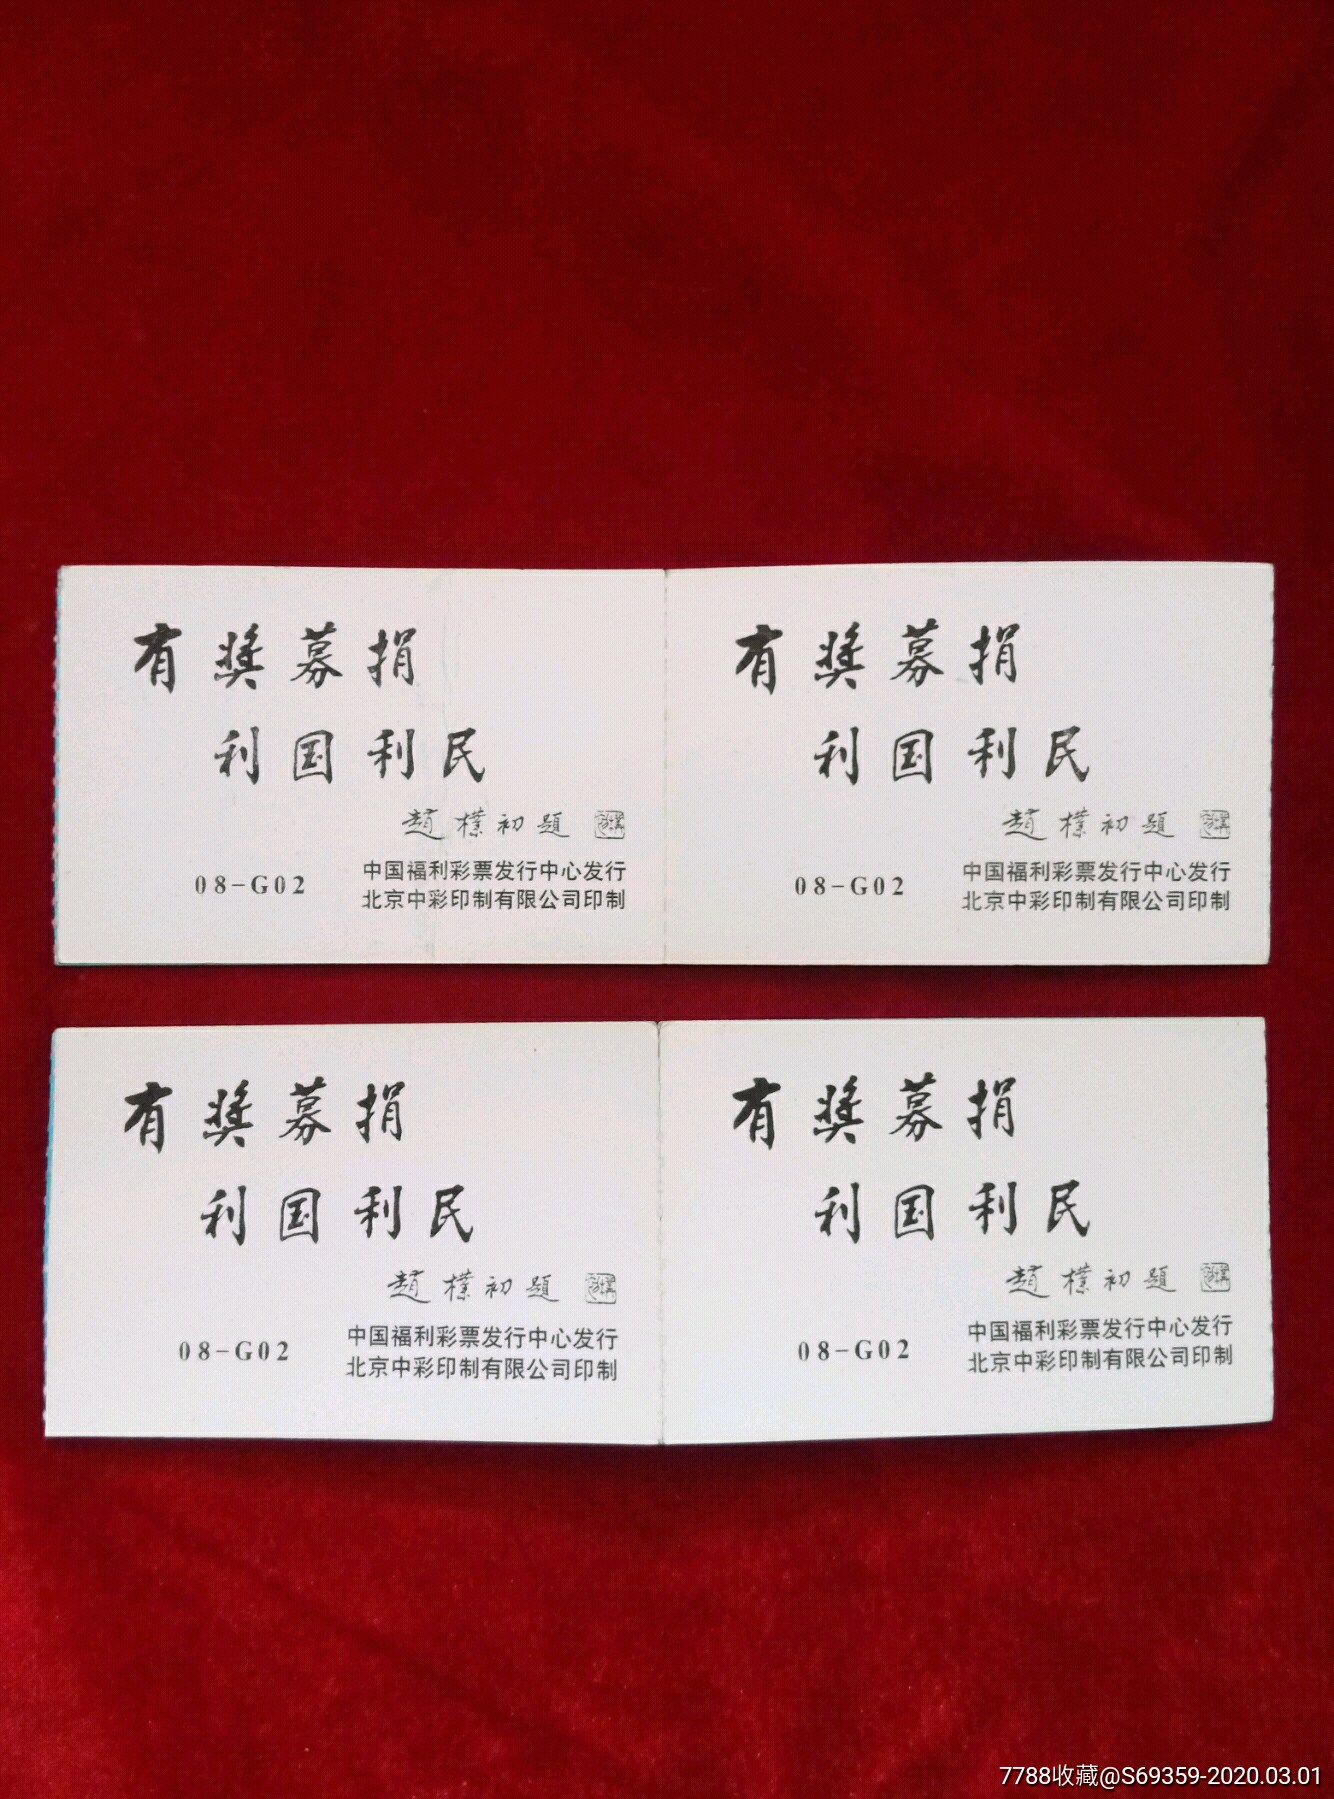 有奖募捐
利国利民
趙樸初題
08-G02
中国福利彩票发行中心发行
北京中彩印制有限公司印制
有奖募捐
利国利民
趙樸初題
08-G02
中国福利彩票发行中心发行
北京中彩印制有限公司印制
有奖募捐
利国利民
趙樸初題
08-G02
中国福利彩票发行中心发行
北京中彩印制有限公司印制
有奖募捐
利国利民
趙樸初題
08-G02
中国福利彩票发行中心发行
北京中彩印制有限公司印制
7788收藏@S69359-2020.03.01